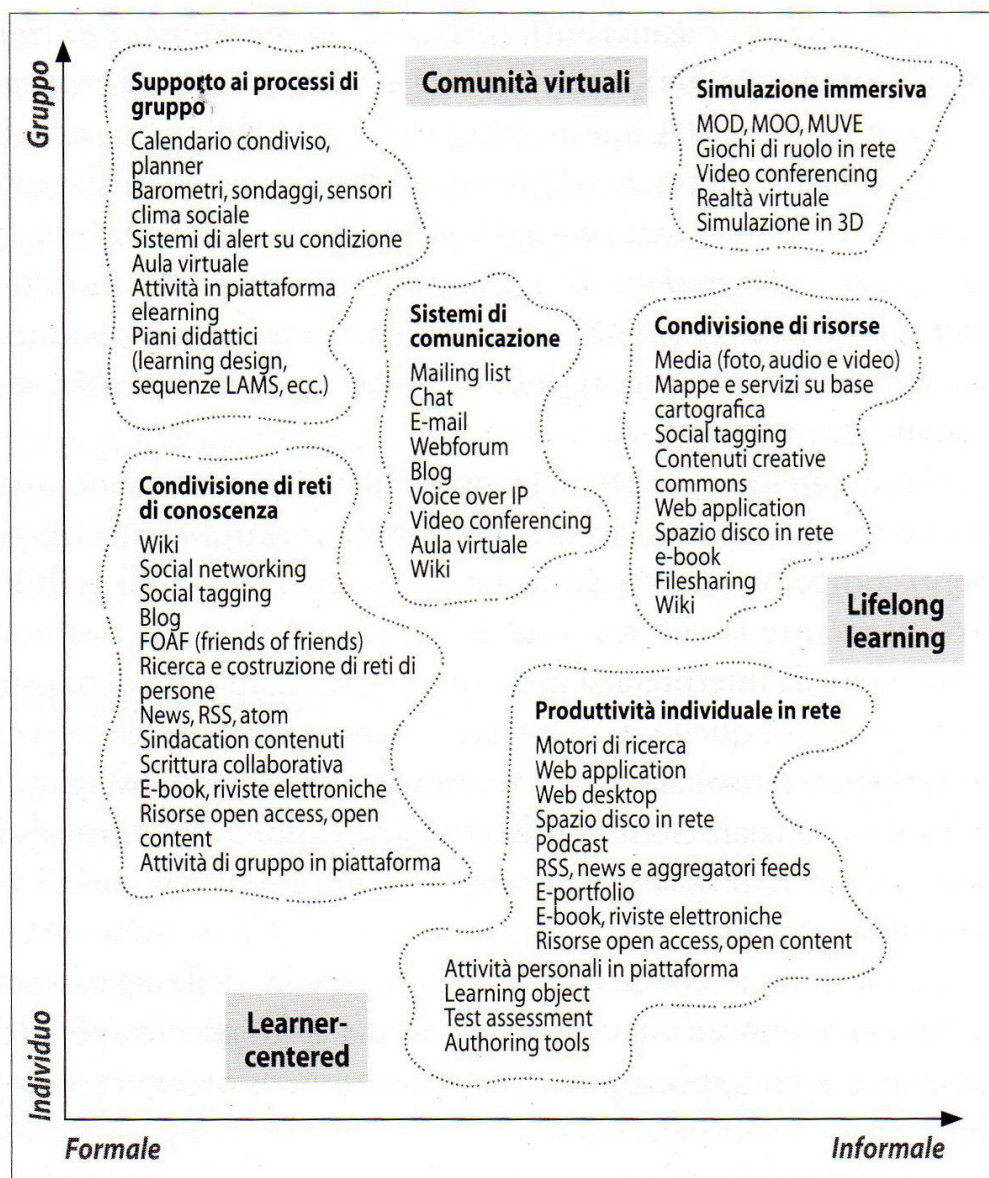 Gruppo
Suppotto ai processi di
gruppo
Calendario condiviso,
planner
Barometri, sondaggi, sensori
clima sociale
Sistemi di alert su condizione
Aula virtuale
Attività in piattaforma
elearning
Piani didattici
(learning design,
sequenze LAMS, ecc.)
Comunità virtuali
Simulazione immersiva
MOD, MOO, MUVE
Giochi di ruolo in rete
Video conferencing
Realtà virtuale
Simulazione in 3D
Sistemi di
comunicazione
Mailing list
Chat
E-mail
Webforum
Blog
Voice over IP
Video conferencing
Aula virtuale
Wiki
Condivisione di risorse
Media (foto, audio e video)
Mappe e servizi su base
cartografica
Social tagging
Contenuti creative
commons
Web application
Spazio disco in rete
e-book
Filesharing
Wiki
Lifelong
learning
Condivisione di reti
di conoscenza
Wiki
Social networking
Social tagging
Blog
FOAF (friends of friends)
Ricerca e costruzione di reti di
persone
News, RSS, atom
Sindacation contenuti
Scrittura collaborativa
E-book, riviste elettroniche
Risorse open access, open
content
Attività di gruppo in piattaforma
Produttività individuale in rete
Motori di ricerca
Web application
Web desktop
Spazio disco in rete
Podcast
RSS, news e aggregatori feeds
E-portfolio
E-book, riviste elettroniche
Risorse open access, open content
Attività personali in piattaforma
Learning object
Test assessment
Authoring tools
Learner-
centered
Individuo
Formale
Informale